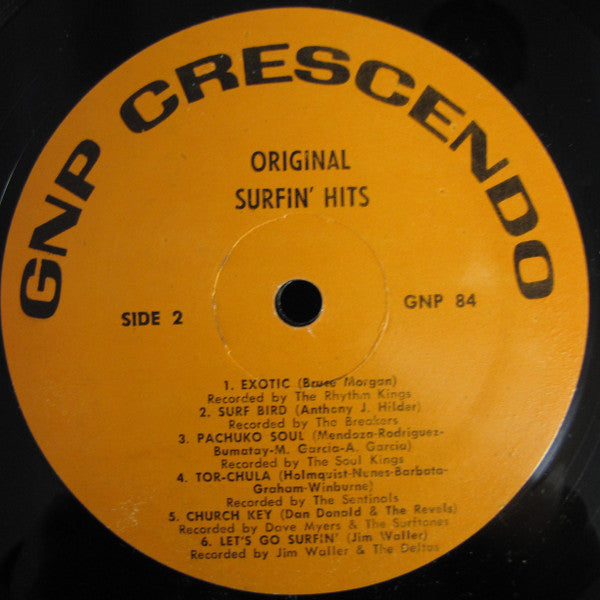 GNP CRESCENDO
ORIGINAL
SURFIN' HITS
SIDE 2
GNP 84
1. EXOTIC (Bruce Morgan)
Recorded by The Rhythm Kings
2. SURF BIRD (Anthony J. Hilder)
Recorded by The Breakers
3. PACHUKO SOUL (Mendoza-Rodriguez-
Bumatay-M. Garcia-A. Garcia)
Recorded by The Soul Kings
4. TOR-CHULA (Holmquist-Nunes-Barbata-
Graham-Winburne)
Recorded by The Sentinals
5. CHURCH KEY (Dan Donald & The Revels)
Recorded by Dave Myers & The Surftones
6. LET'S GO SURFIN' (Jim Waller)
Recorded by Jim Waller & The Deltas